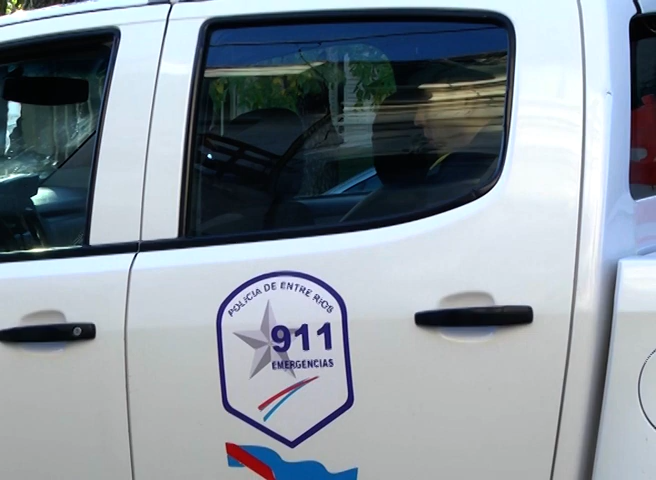 POLICIA DE ENTRE RIOS
911
EMERGENCIAS